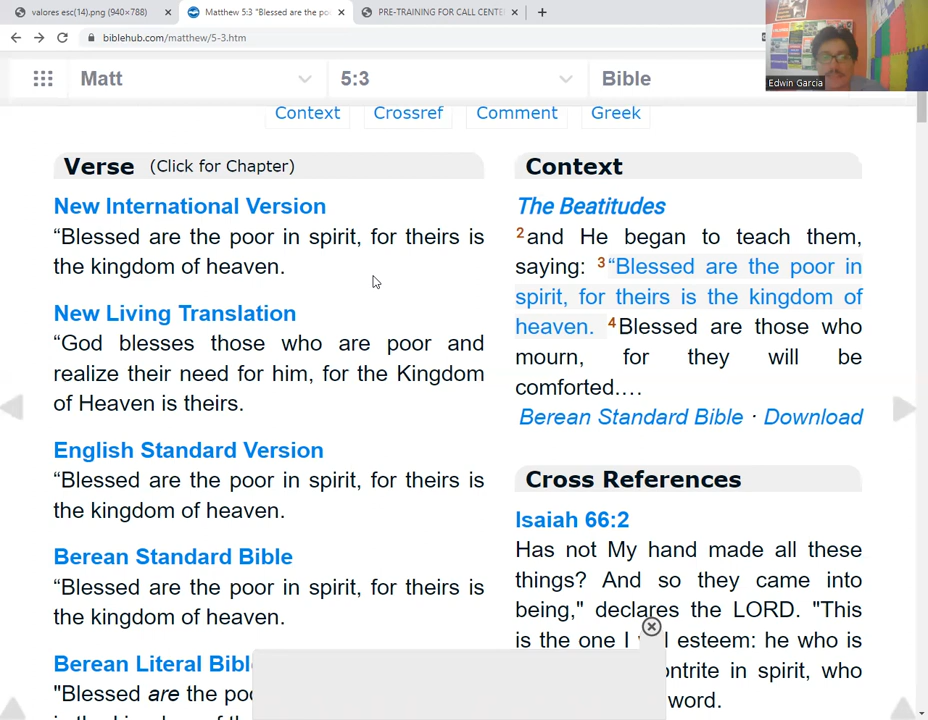 valores esc(14).png (940×788)
Matthew 5:3 "Blessed are the po
PRE-TRAINING FOR CALL CENTE
biblehub.com/matthew/5-3.htm
Edwin Garcia
Matt
5:3
Bible
Context
Crossref
Comment
Greek
Verse (Click for Chapter)
New International Version
“Blessed are the poor in spirit, for theirs is
the kingdom of heaven.
New Living Translation
“God blesses those who are poor and
realize their need for him, for the Kingdom
of Heaven is theirs.
English Standard Version
“Blessed are the poor in spirit, for theirs is
the kingdom of heaven.
Berean Standard Bible
“Blessed are the poor in spirit, for theirs is
the kingdom of heaven.
Berean Literal Bibl
"Blessed are the poo
Context
The Beatitudes
2and He began to teach them,
saying: 3“Blessed are the poor in
spirit, for theirs is the kingdom of
heaven. 4Blessed are those who
mourn, for they will be
comforted.…
Berean Standard Bible · Download
Cross References
Isaiah 66:2
Has not My hand made all these
things? And so they came into
being," declares the LORD. "This
is the one I will esteem: he who is
ontrite in spirit, who
word.